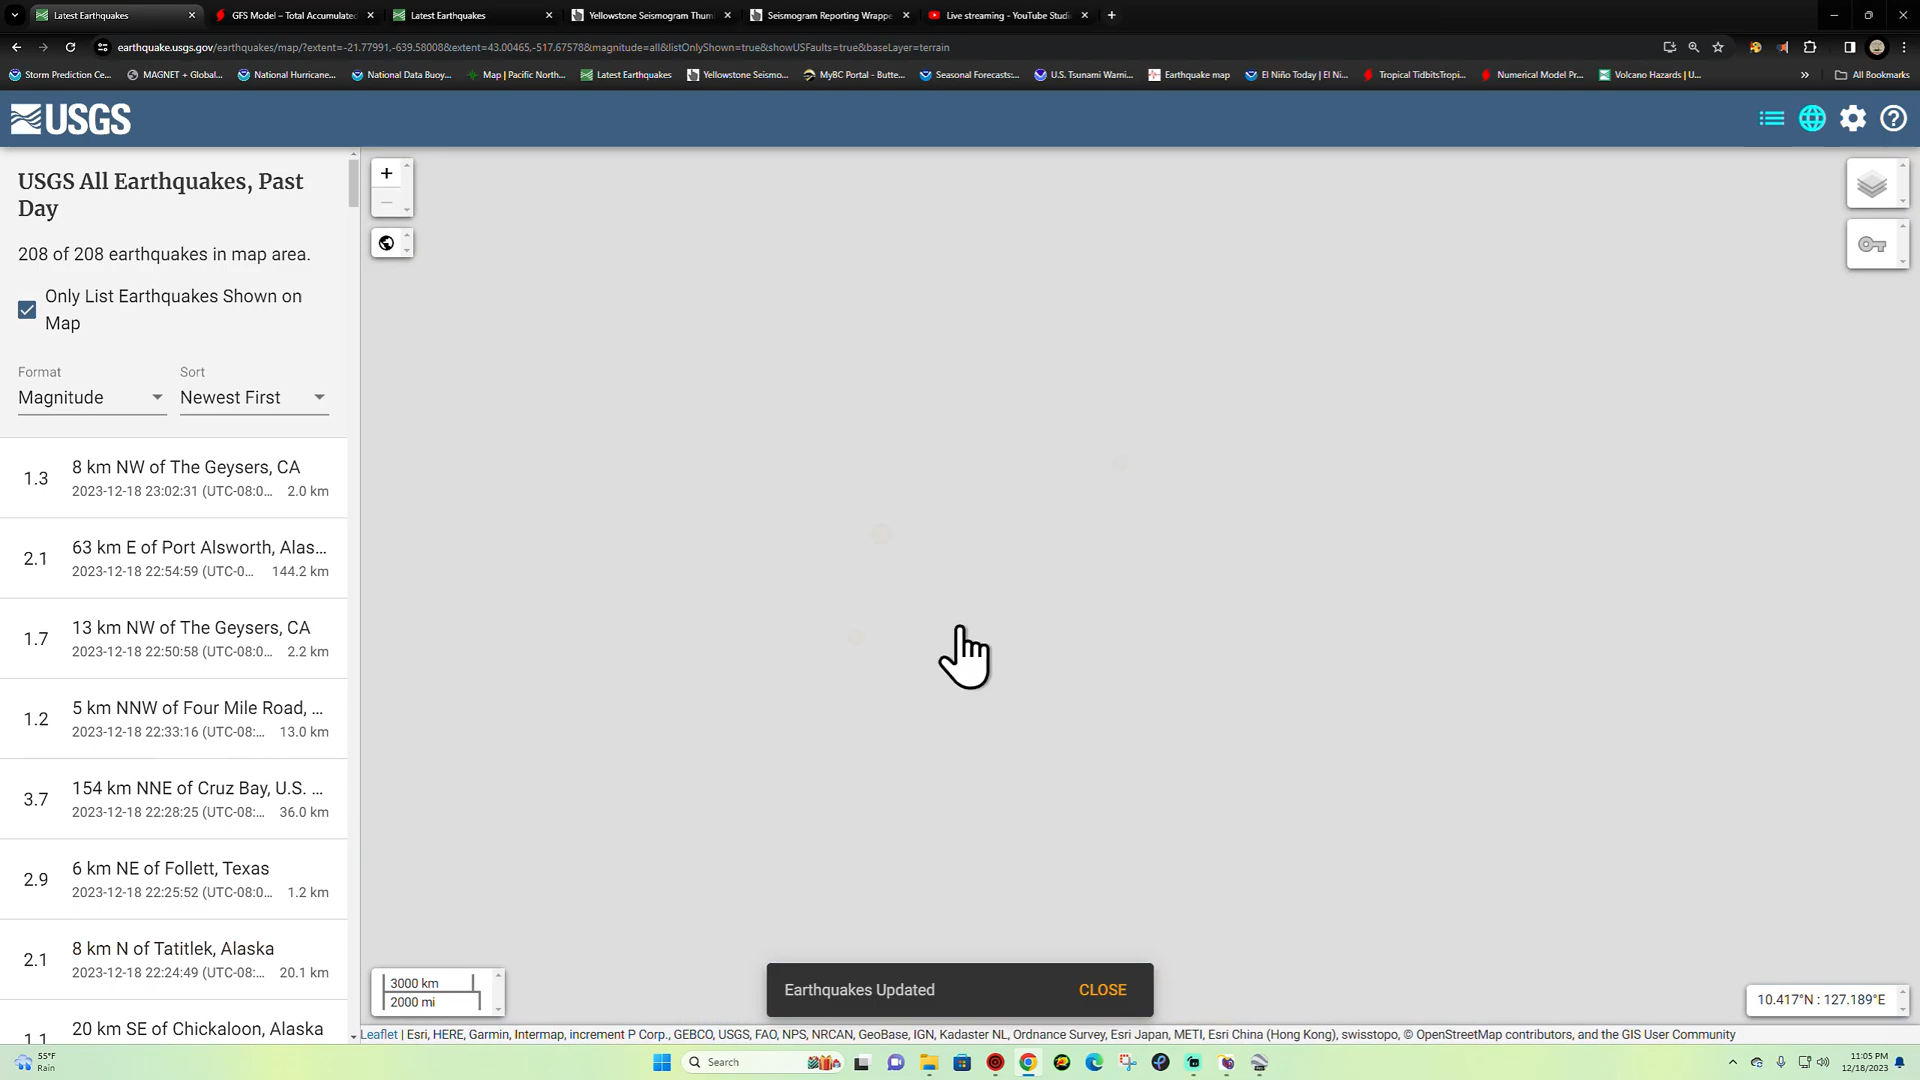 Latest Earthquakes
GFS Model – Total Accumulated
Latest Earthquakes
Yellowstone Seismogram Thum
Seismogram Reporting Wrappe
Live streaming - YouTube Studi
earthquake.usgs.gov/earthquakes/map/?extent=-21.77991,-639.58008&extent=43.00465,-517.67578&magnitude=all&listOnlyShown=true&showUSFaults=true&baseLayer=terrain
Storm Prediction Ce...
MAGNET + Global...
National Hurricane...
National Data Buoy...
Map | Pacific North...
Latest Earthquakes
Yellowstone Seismo...
MyBC Portal - Butte...
Seasonal Forecasts:...
U.S. Tsunami Warni...
Earthquake map
El Niño Today | El Ni...
Tropical TidbitsTropi...
Numerical Model Pr...
Volcano Hazards | U...
»
All Bookmarks
USGS
USGS All Earthquakes, Past
Day
208 of 208 earthquakes in map area.
Only List Earthquakes Shown on
Map
Format
Sort
Magnitude
Newest First
1.3
8 km NW of The Geysers, CA
2023-12-18 23:02:31 (UTC-08:0...
2.0 km
2.1
63 km E of Port Alsworth, Alas...
2023-12-18 22:54:59 (UTC-0...
144.2 km
1.7
13 km NW of The Geysers, CA
2023-12-18 22:50:58 (UTC-08:0...
2.2 km
1.2
5 km NNW of Four Mile Road, ...
2023-12-18 22:33:16 (UTC-08:...
13.0 km
3.7
154 km NNE of Cruz Bay, U.S. ...
2023-12-18 22:28:25 (UTC-08:...
36.0 km
2.9
6 km NE of Follett, Texas
2023-12-18 22:25:52 (UTC-08:0...
1.2 km
2.1
8 km N of Tatitlek, Alaska
2023-12-18 22:24:49 (UTC-08:...
20.1 km
1.1
20 km SE of Chickaloon, Alaska
3000 km
2000 mi
Earthquakes Updated
CLOSE
10.417°N : 127.189°E
Leaflet | Esri, HERE, Garmin, Intermap, increment P Corp., GEBCO, USGS, FAO, NPS, NRCAN, GeoBase, IGN, Kadaster NL, Ordnance Survey, Esri Japan, METI, Esri China (Hong Kong), swisstopo, © OpenStreetMap contributors, and the GIS User Community
55°F
Rain
Search
11:05 PM
12/18/2023